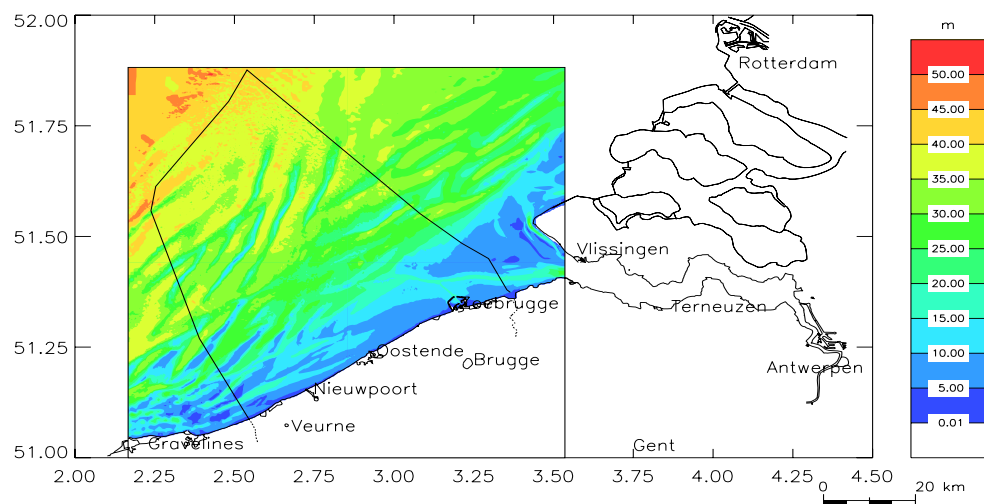 52.00
51.75
51.50
51.25
51.00
2.00 2.25 2.50 2.75 3.00 3.25 3.50 3.75 4.00 4.25 4.50
Rotterdam
Vlissingen
Zeebrugge
Terneuzen
Oostende
Brugge
Antwerpen
Nieuwpoort
Veurne
Gravelines
Gent
m
50.00
45.00
40.00
35.00
30.00
25.00
20.00
15.00
10.00
5.00
0.01
0 20 km